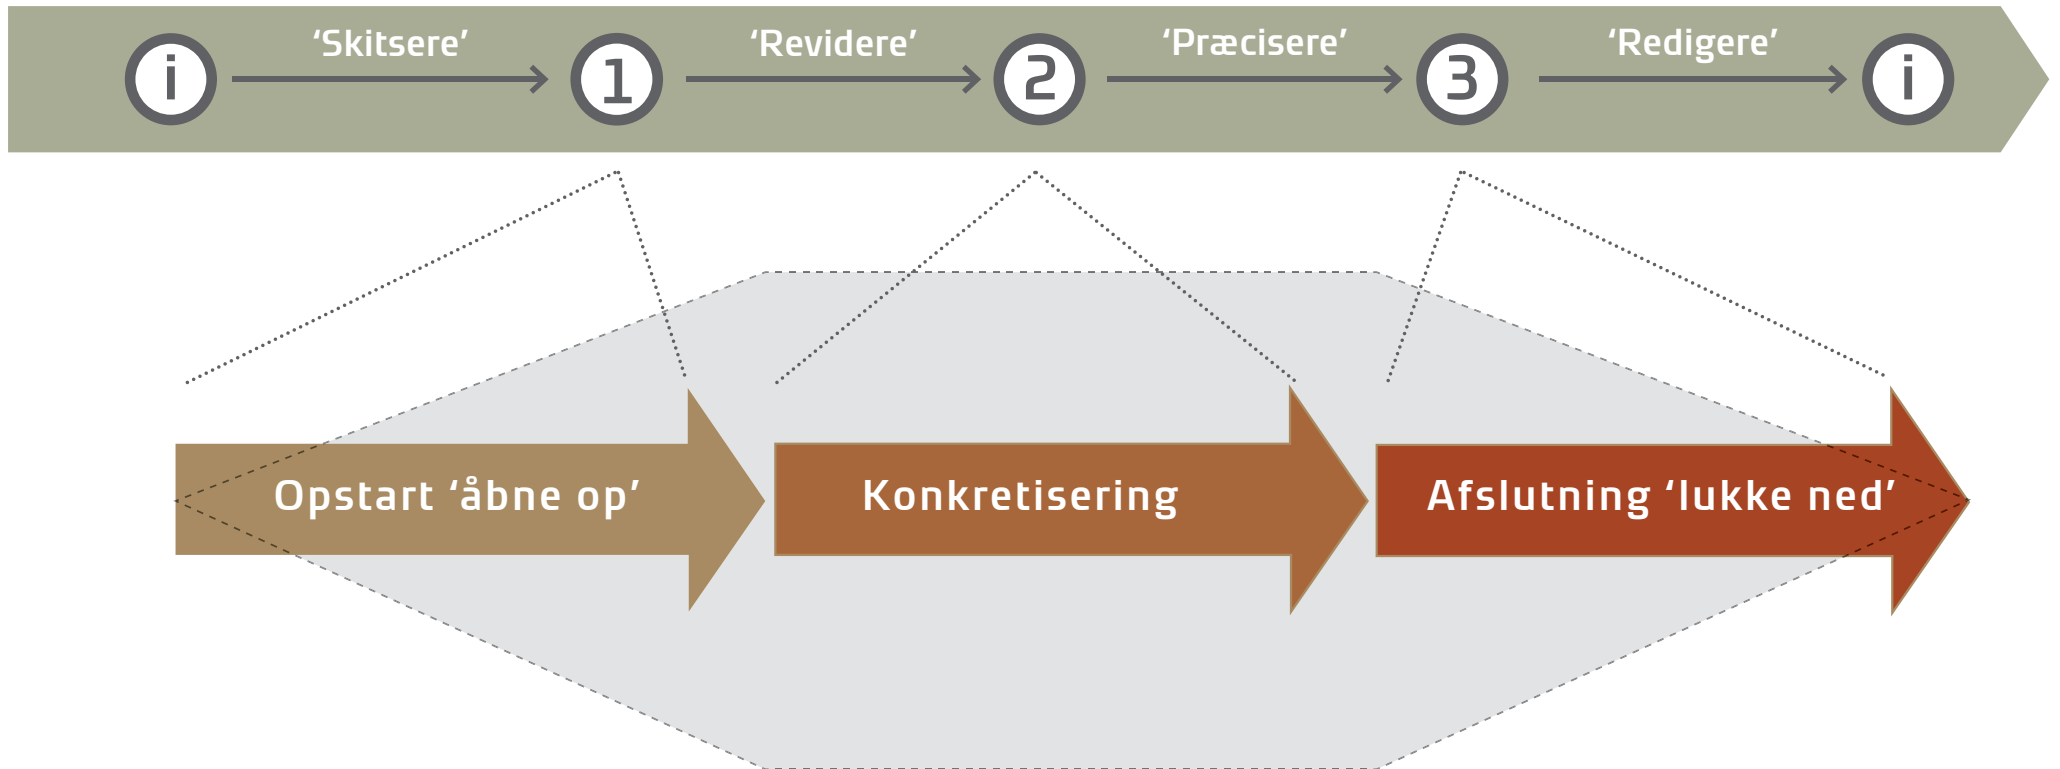 ‘Skitsere’ ‘Revidere’ ‘Præcisere’ ‘Redigere’
i 1 2 3 i
Opstart ‘åbne op’ Konkretisering Afslutning ‘lukke ned’